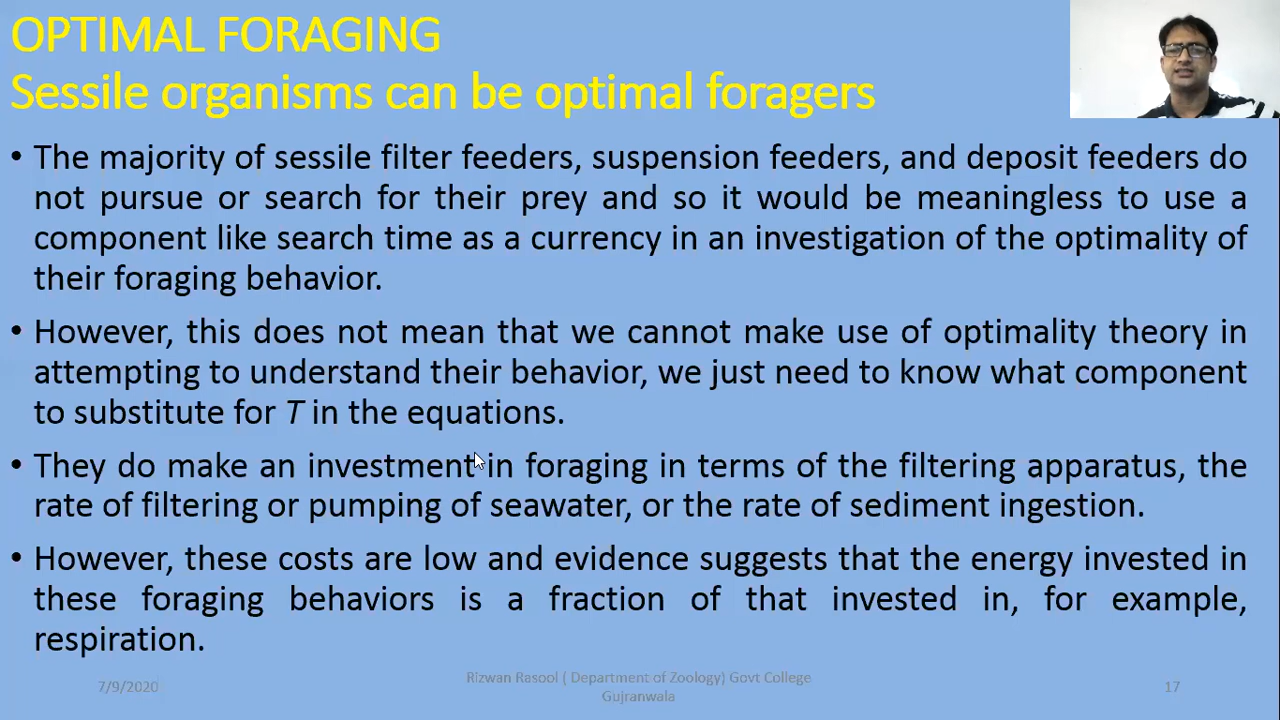 OPTIMAL FORAGING
Sessile organisms can be optimal foragers
• The majority of sessile filter feeders, suspension feeders, and deposit feeders do
not pursue or search for their prey and so it would be meaningless to use a
component like search time as a currency in an investigation of the optimality of
their foraging behavior.
• However, this does not mean that we cannot make use of optimality theory in
attempting to understand their behavior, we just need to know what component
to substitute for T in the equations.
• They do make an investment in foraging in terms of the filtering apparatus, the
rate of filtering or pumping of seawater, or the rate of sediment ingestion.
• However, these costs are low and evidence suggests that the energy invested in
these foraging behaviors is a fraction of that invested in, for example,
respiration.
7/9/2020
Rizwan Rasool ( Department of Zoology) Govt College
Gujranwala
17